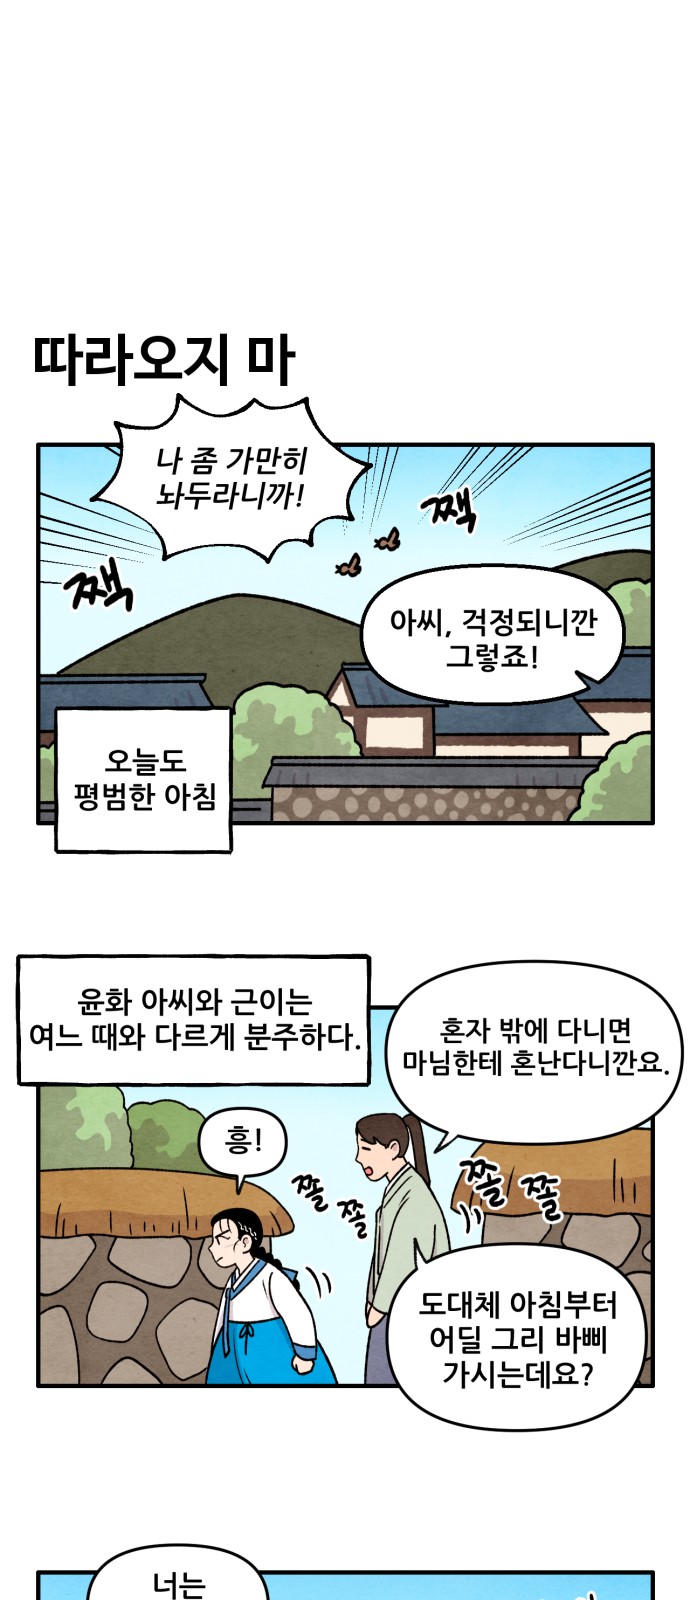 따라오지 마
나 좀 가만히
놔두라니까!
짹
짹
아씨, 걱정되니깐
그렇죠!
오늘도
평범한 아침
윤화 아씨와 근이는
여느 때와 다르게 분주하다.
혼자 밖에 다니면
마님한테 혼난다니깐요.
흥!
쫄
쫄
쫄
쫄
도대체 아침부터
어딜 그리 바삐
가시는데요?
너는